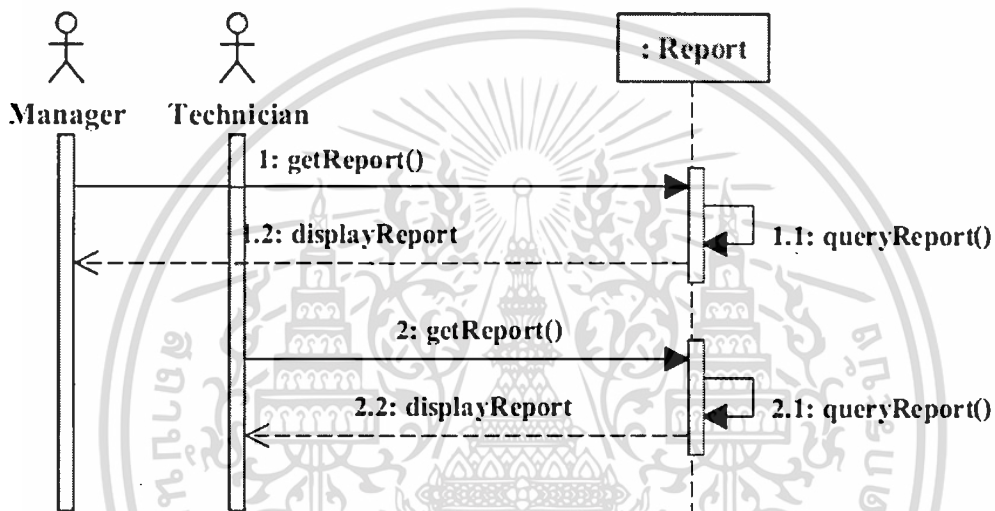 : Report
Manager
Technician
1: getReport()
1.1: queryReport()
1.2: displayReport
2: getReport()
2.1: queryReport()
2.2: displayReport